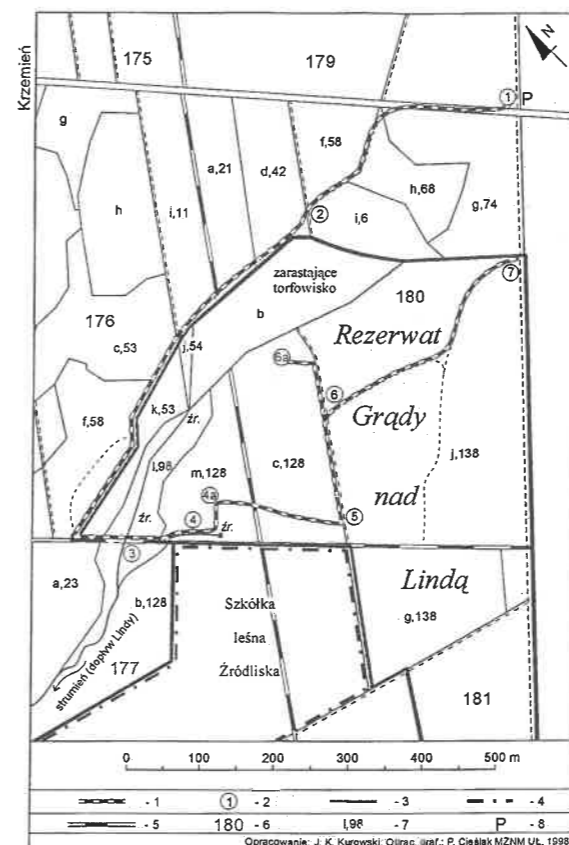 Krzemień
N
175
179
① P
g
h
i,11
a,21
d,42
f,58
h,68
g,74
②
i,6
zarastające
torfowisko
b
180
⑦
176
c,53
j,54
Rezerwat
6a
⑥
Grądy
k,53
źr.
f,58
l,98
m,128
c,128
j,138
4a
nad
⑤
źr.
④
źr.
③
a,23
b,128
Lindą
g,138
Szkółka
leśna
Źródliska
strumień (dopływ Lindy)
177
181
0 100 200 300 400 500 m
- 1 ① - 2 - 3 - 4
- 5 180 - 6 l,98 - 7 P - 8
Opracowanie: J. K. Kurowski, Oprac. graf.: P. Cieślak MZNM UŁ, 1998